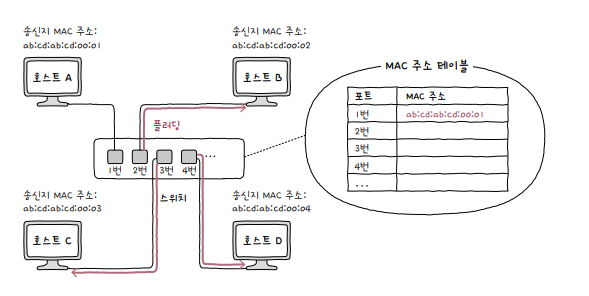 송신지 MAC 주소:
ab:cd:ab:cd:00:01
호스트 A
송신지 MAC 주소:
ab:cd:ab:cd:00:02
호스트 B
플러딩
1번 2번 3번 4번 ...
스위치
송신지 MAC 주소:
ab:cd:ab:cd:00:03
호스트 C
송신지 MAC 주소:
ab:cd:ab:cd:00:04
호스트 D
MAC 주소 테이블
포트 MAC 주소
1번 ab:cd:ab:cd:00:01
2번
3번
4번
...